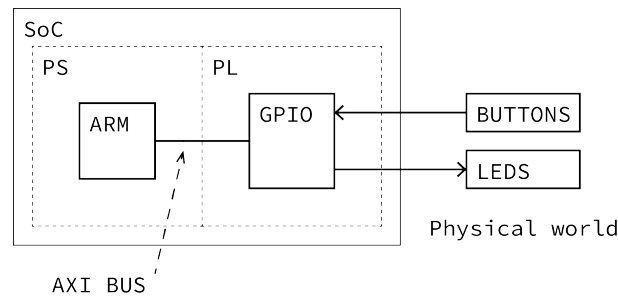 SoC
PS
PL
ARM
GPIO
BUTTONS
LEDS
Physical world
AXI BUS